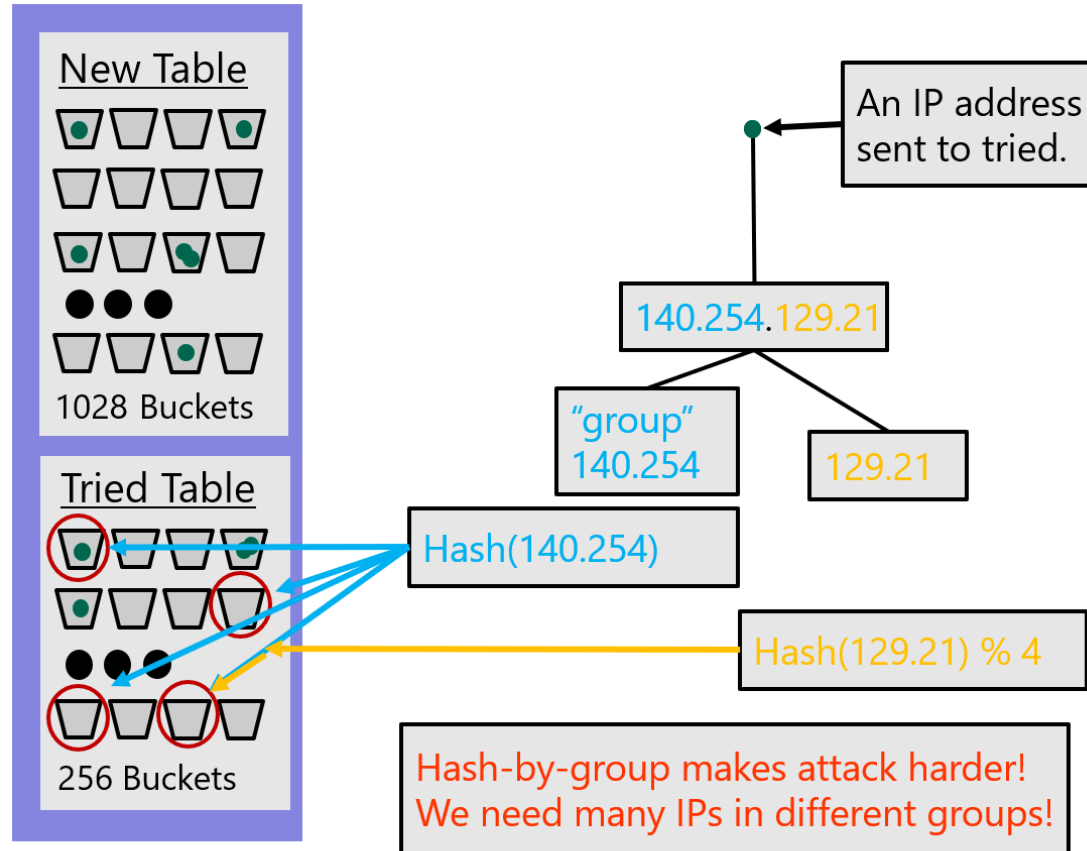 New Table
1028 Buckets
Tried Table
256 Buckets
An IP address
sent to tried.
140.254.129.21
“group”
140.254
129.21
Hash(140.254)
Hash(129.21) % 4
Hash-by-group makes attack harder!
We need many IPs in different groups!